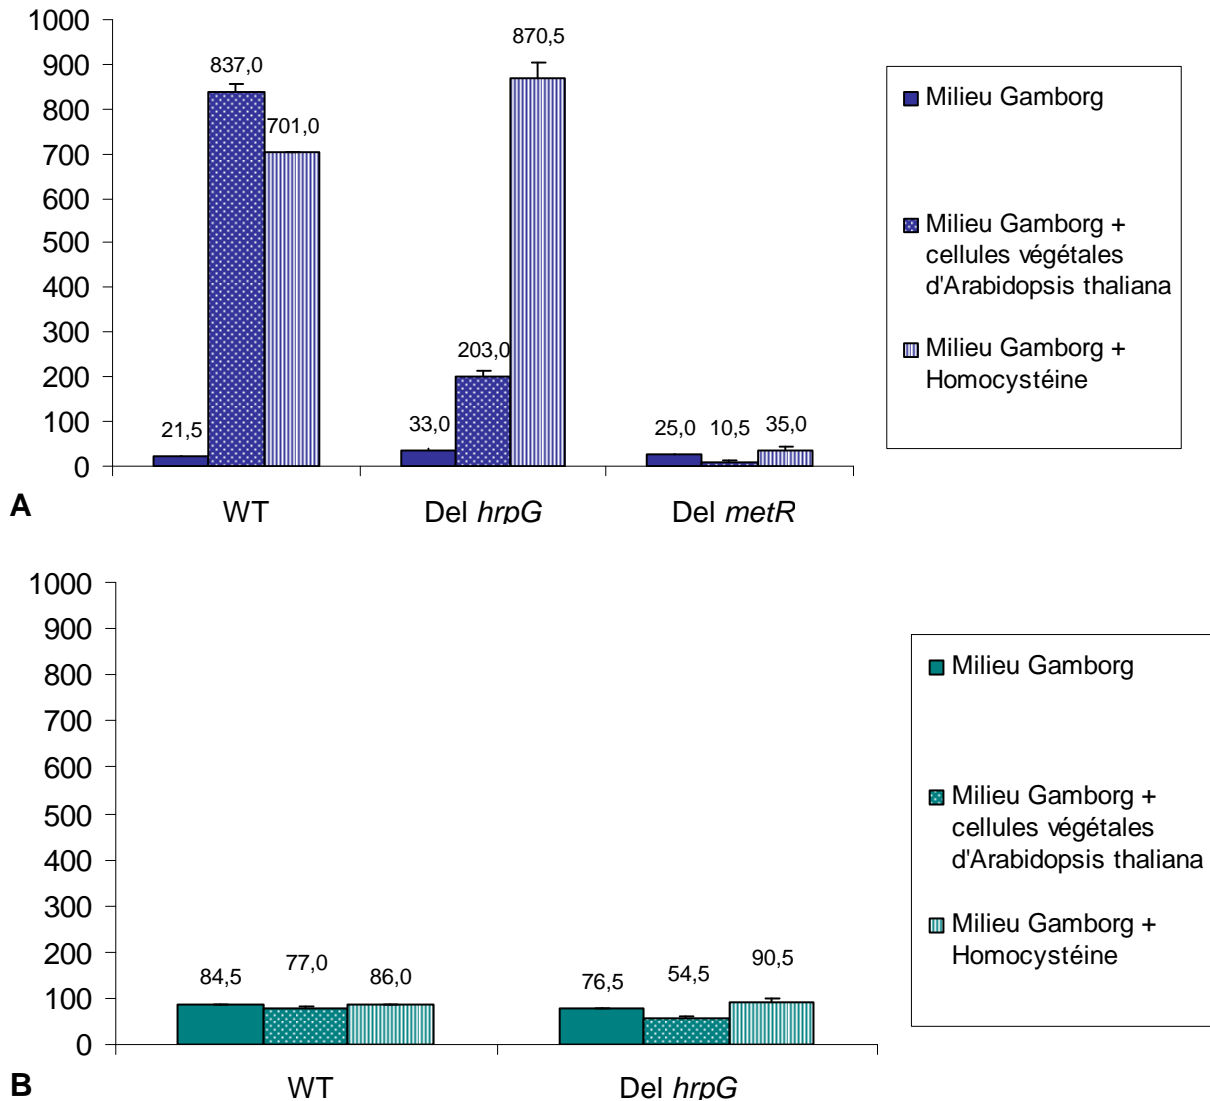 1000
900
800
700
600
500
400
300
200
100
0
837,0
701,0
21,5
870,5
203,0
33,0
25,0
10,5
35,0
WT
Del hrpG
Del metR
Milieu Gamborg
Milieu Gamborg +
cellules végétales
d'Arabidopsis thaliana
Milieu Gamborg +
Homocystéine
A
1000
900
800
700
600
500
400
300
200
100
0
84,5
77,0
86,0
76,5
54,5
90,5
WT
Del hrpG
Milieu Gamborg
Milieu Gamborg +
cellules végétales
d'Arabidopsis thaliana
Milieu Gamborg +
Homocystéine
B